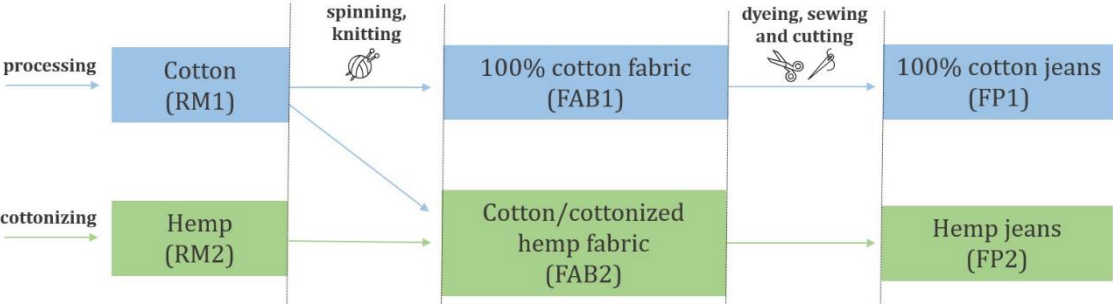 processing
Cotton
(RM1)
spinning,
knitting
100% cotton fabric
(FAB1)
dyeing, sewing
and cutting
100% cotton jeans
(FP1)
cottonizing
Hemp
(RM2)
Cotton/cottonized
hemp fabric
(FAB2)
Hemp jeans
(FP2)